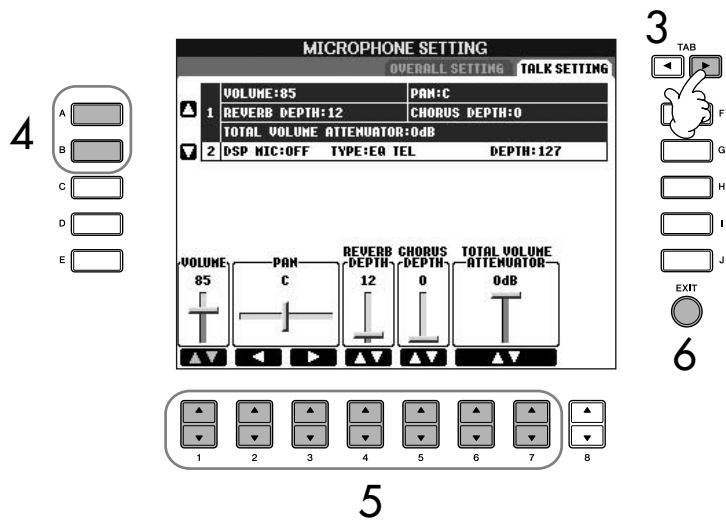 MICROPHONE SETTING
OVERALL SETTING TALK SETTING
1 VOLUME:85 PAN:C
REVERB DEPTH:12 CHORUS DEPTH:0
TOTAL VOLUME ATTENUATOR:0dB
2 DSP MIC:OFF TYPE:EQ TEL DEPTH:127
VOLUME
85
PAN
C
REVERB DEPTH
12
CHORUS DEPTH
0
TOTAL VOLUME ATTENUATOR
0dB
3
TAB
4
A
B
C
D
E
F
G
H
I
J
EXIT
6
1 2 3 4 5 6 7 8
5